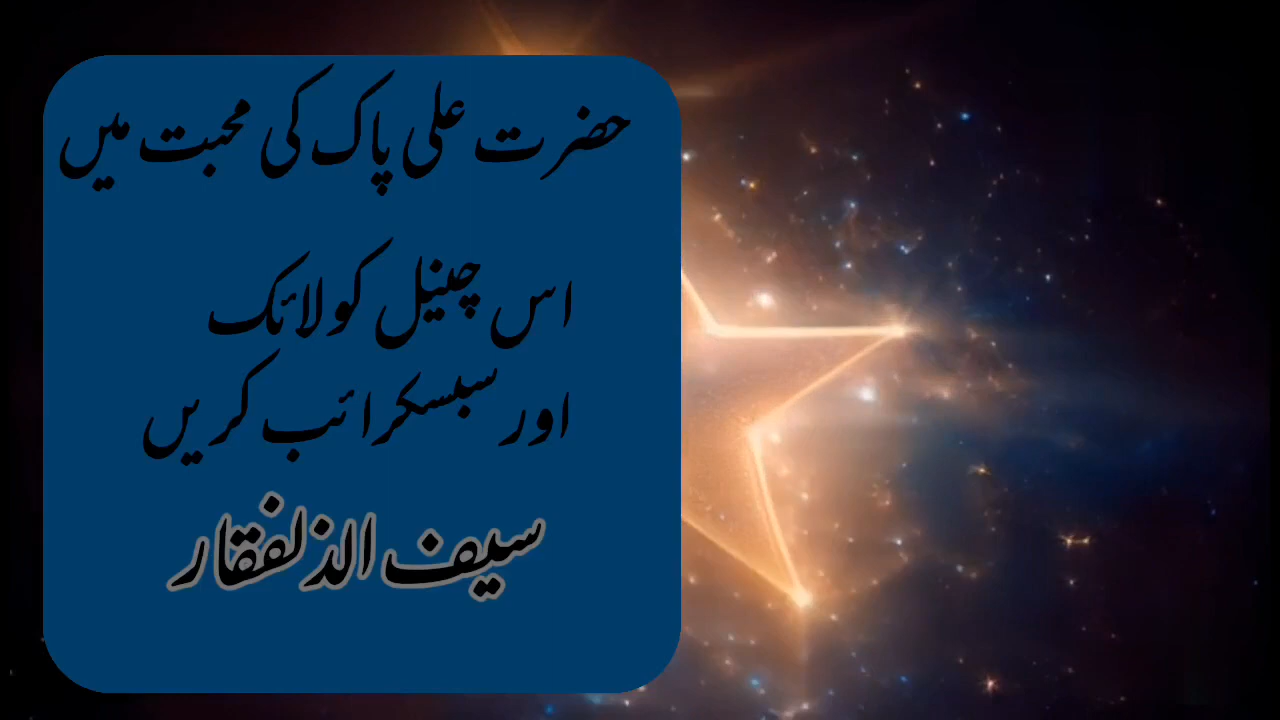 حضرت علی پاک کی محبت میں
اس چینل کو لائک
اور سبسکرائب کریں
سیف الذلفقار